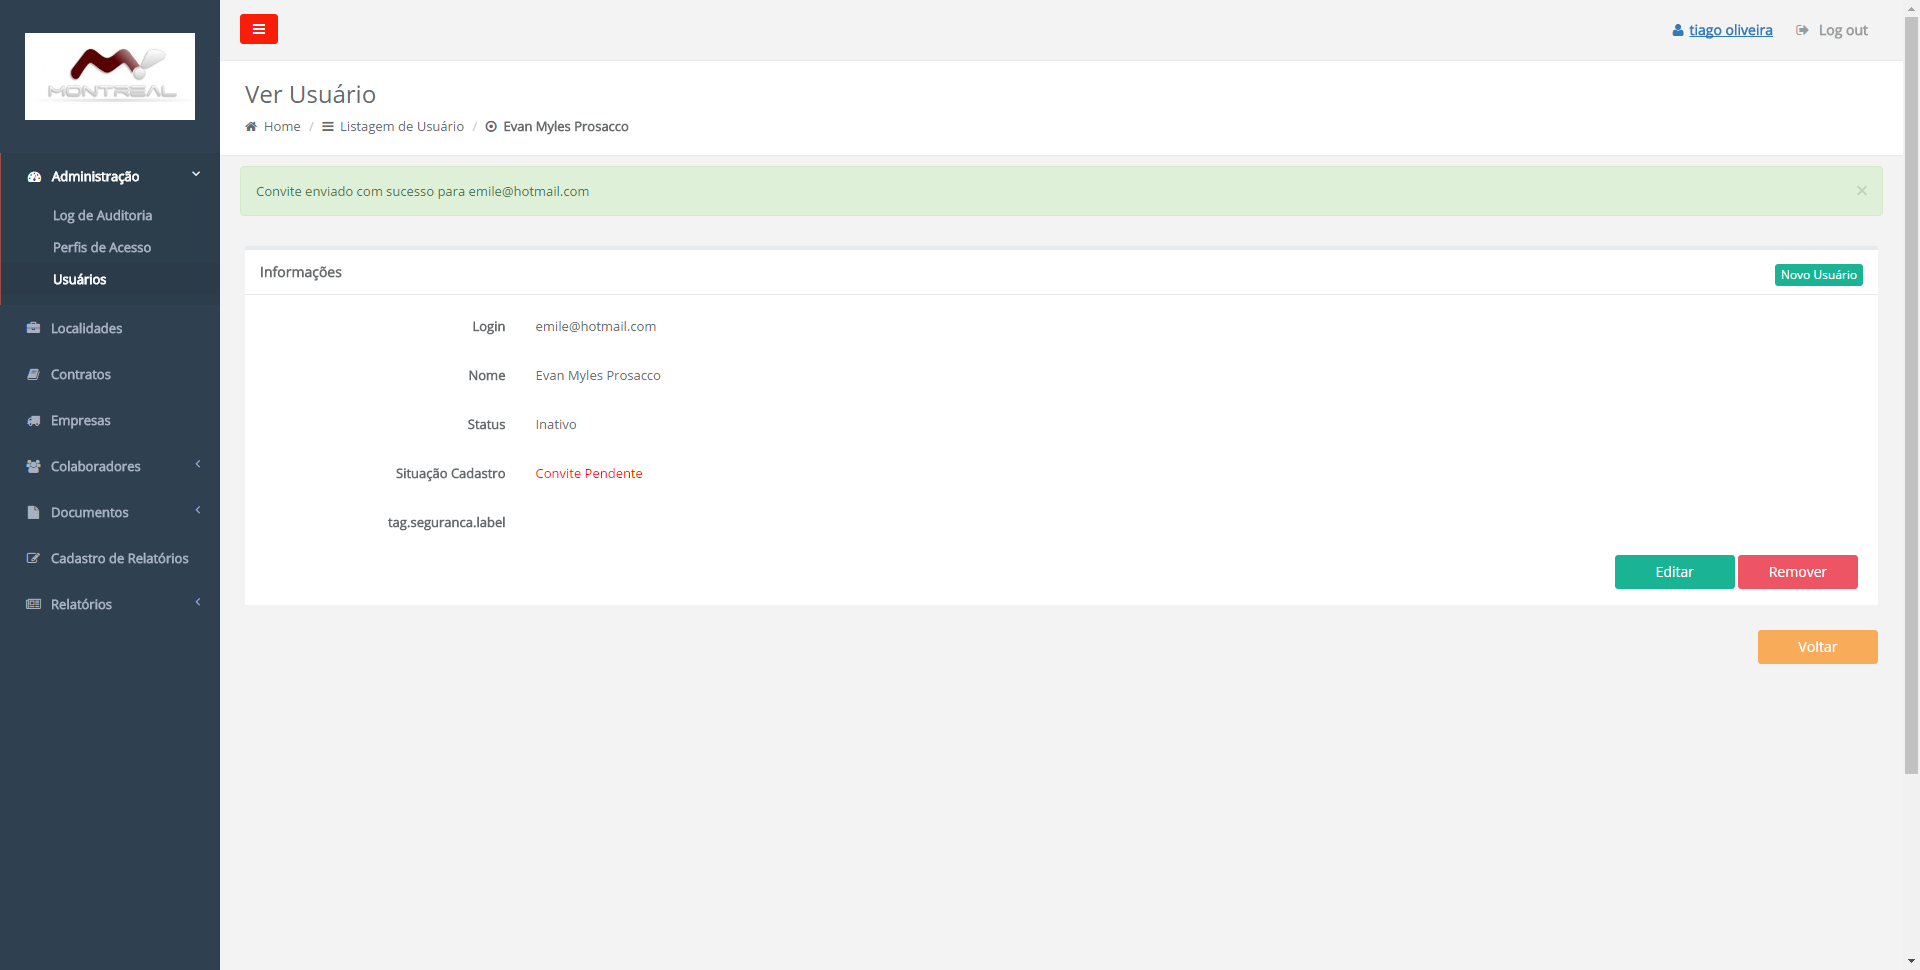 MONTREAL
tiago oliveira
Log out
Ver Usuário
Home / Listagem de Usuário / Evan Myles Prosacco
Administração
Log de Auditoria
Perfis de Acesso
Usuários
Localidades
Contratos
Empresas
Colaboradores
Documentos
Cadastro de Relatórios
Relatórios
Convite enviado com sucesso para emile@hotmail.com
×
Informações
Novo Usuário
Login emile@hotmail.com
Nome Evan Myles Prosacco
Status Inativo
Situação Cadastro Convite Pendente
tag.seguranca.label
Editar
Remover
Voltar